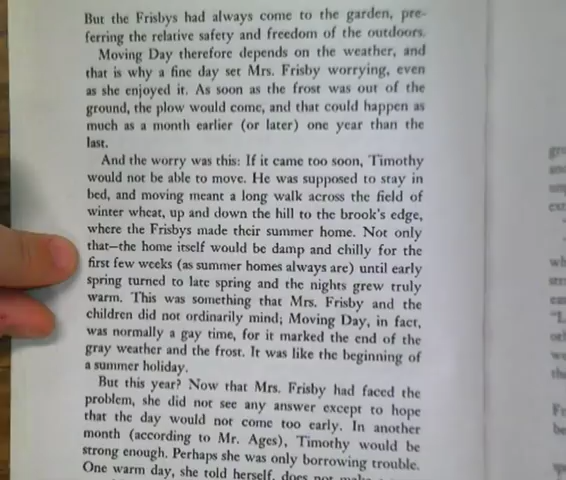 But the Frisbys had always come to the garden, pre-
ferring the relative safety and freedom of the outdoors.
Moving Day therefore depends on the weather, and
that is why a fine day set Mrs. Frisby worrying, even
as she enjoyed it. As soon as the frost was out of the
ground, the plow would come, and that could happen as
much as a month earlier (or later) one year than the
last.
And the worry was this: If it came too soon, Timothy
would not be able to move. He was supposed to stay in
bed, and moving meant a long walk across the field of
winter wheat, up and down the hill to the brook's edge,
where the Frisbys made their summer home. Not only
that—the home itself would be damp and chilly for the
first few weeks (as summer homes always are) until early
spring turned to late spring and the nights grew truly
warm. This was something that Mrs. Frisby and the
children did not ordinarily mind; Moving Day, in fact,
was normally a gay time, for it marked the end of the
gray weather and the frost. It was like the beginning of
a summer holiday.
But this year? Now that Mrs. Frisby had faced the
problem, she did not see any answer except to hope
that the day would not come too early. In another
month (according to Mr. Ages), Timothy would be
strong enough. Perhaps she was only borrowing trouble.
One warm day, she told herself, does not